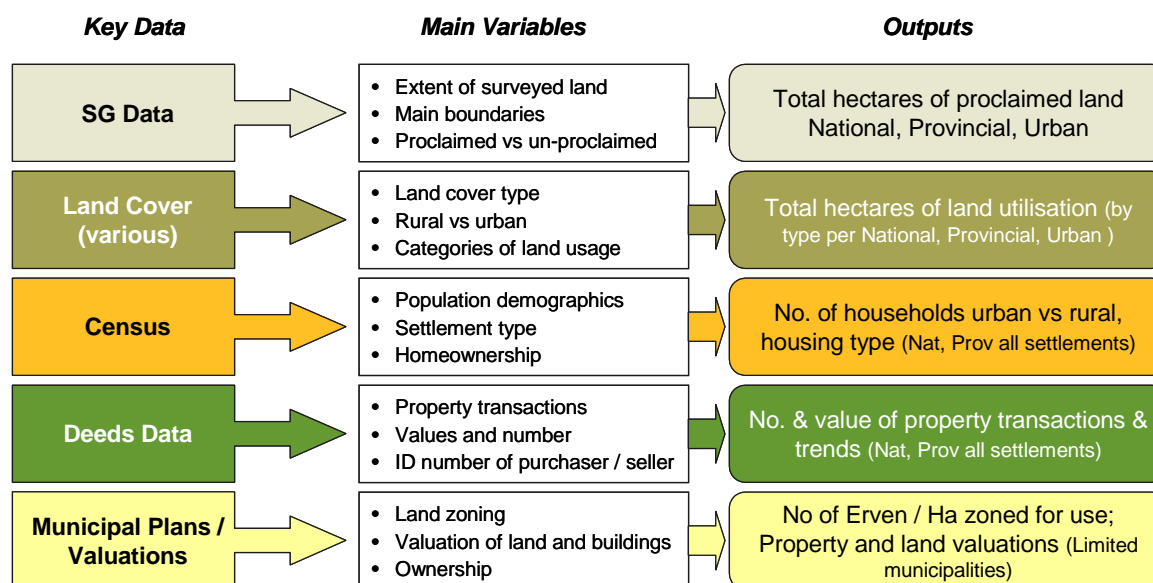 Key Data
Main Variables
Outputs
SG Data
• Extent of surveyed land
• Main boundaries
• Proclaimed vs un-proclaimed
Total hectares of proclaimed land
National, Provincial, Urban
Land Cover
(various)
• Land cover type
• Rural vs urban
• Categories of land usage
Total hectares of land utilisation (by
type per National, Provincial, Urban )
Census
• Population demographics
• Settlement type
• Homeownership
No. of households urban vs rural,
housing type (Nat, Prov all settlements)
Deeds Data
• Property transactions
• Values and number
• ID number of purchaser / seller
No. & value of property transactions &
trends (Nat, Prov all settlements)
Municipal Plans /
Valuations
• Land zoning
• Valuation of land and buildings
• Ownership
No of Erven / Ha zoned for use;
Property and land valuations (Limited
municipalities)